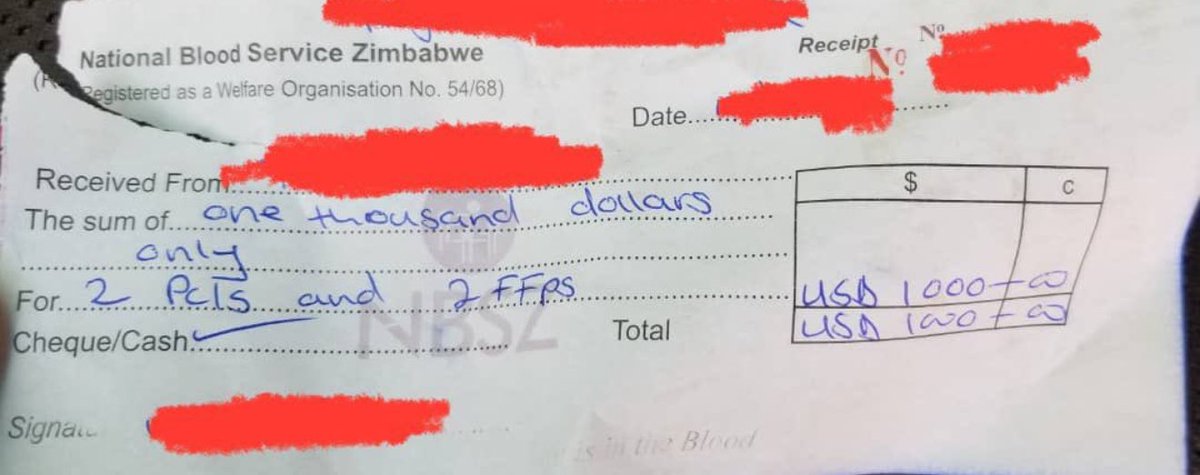 National Blood Service Zimbabwe
Registered as a Welfare Organisation No. 54/68)
Receipt No
No
Date
Received From
The sum of one thousand dollars
only
For 2 PcTs and 2 FFPs
Cheque/Cash
NBSZ
$ c
USD 1000-00
Total USD 1000-00
is in the Blood